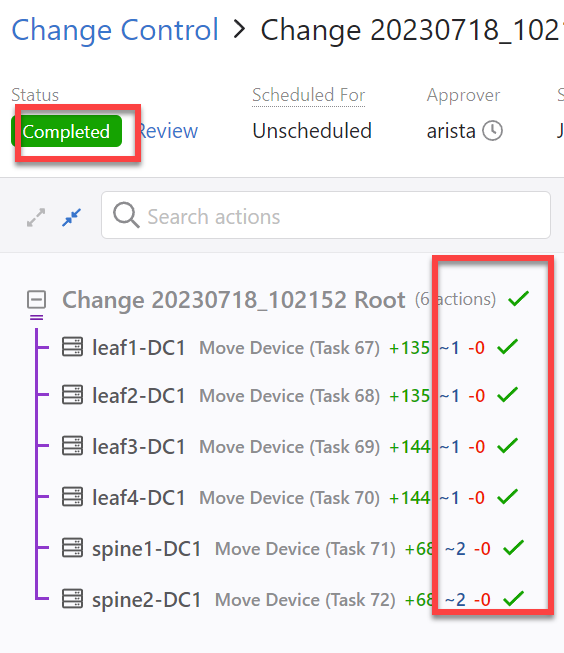 Change Control > Change 20230718_102
Status Scheduled For Approver
Completed Review Unscheduled arista
Search actions
Change 20230718_102152 Root (6 actions)
leaf1-DC1 Move Device (Task 67) +135 ~1 -0
leaf2-DC1 Move Device (Task 68) +135 ~1 -0
leaf3-DC1 Move Device (Task 69) +144 ~1 -0
leaf4-DC1 Move Device (Task 70) +144 ~1 -0
spine1-DC1 Move Device (Task 71) +68 ~2 -0
spine2-DC1 Move Device (Task 72) +68 ~2 -0